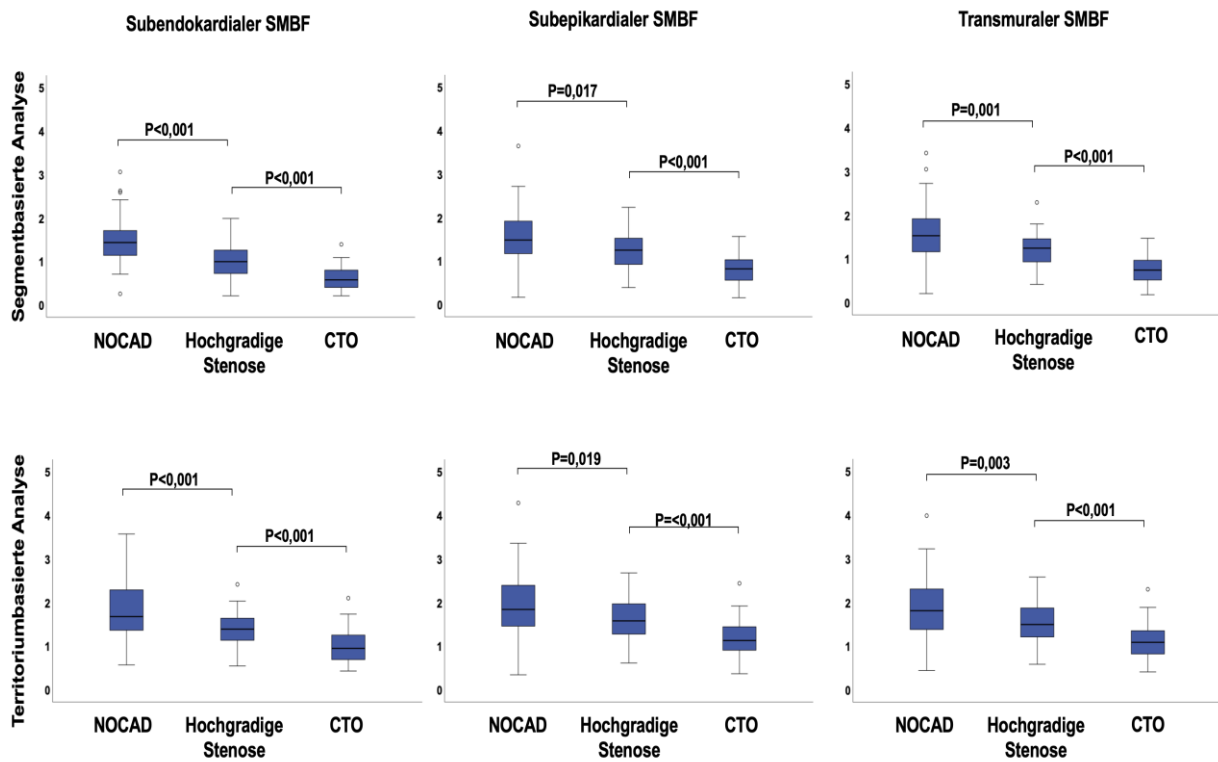 Subendokardialer SMBF
Subepikardialer SMBF
Transmuraler SMBF
Segmentbasierte Analyse
5
4
3
2
1
0
P<0,001
P<0,001
NOCAD
Hochgradige
Stenose
CTO
5
4
3
2
1
0
P=0,017
P<0,001
NOCAD
Hochgradige
Stenose
CTO
5
4
3
2
1
0
P=0,001
P<0,001
NOCAD
Hochgradige
Stenose
CTO
Territoriumbasierte Analyse
5
4
3
2
1
0
P<0,001
P<0,001
NOCAD
Hochgradige
Stenose
CTO
5
4
3
2
1
0
P=0,019
P=<0,001
NOCAD
Hochgradige
Stenose
CTO
5
4
3
2
1
0
P=0,003
P<0,001
NOCAD
Hochgradige
Stenose
CTO